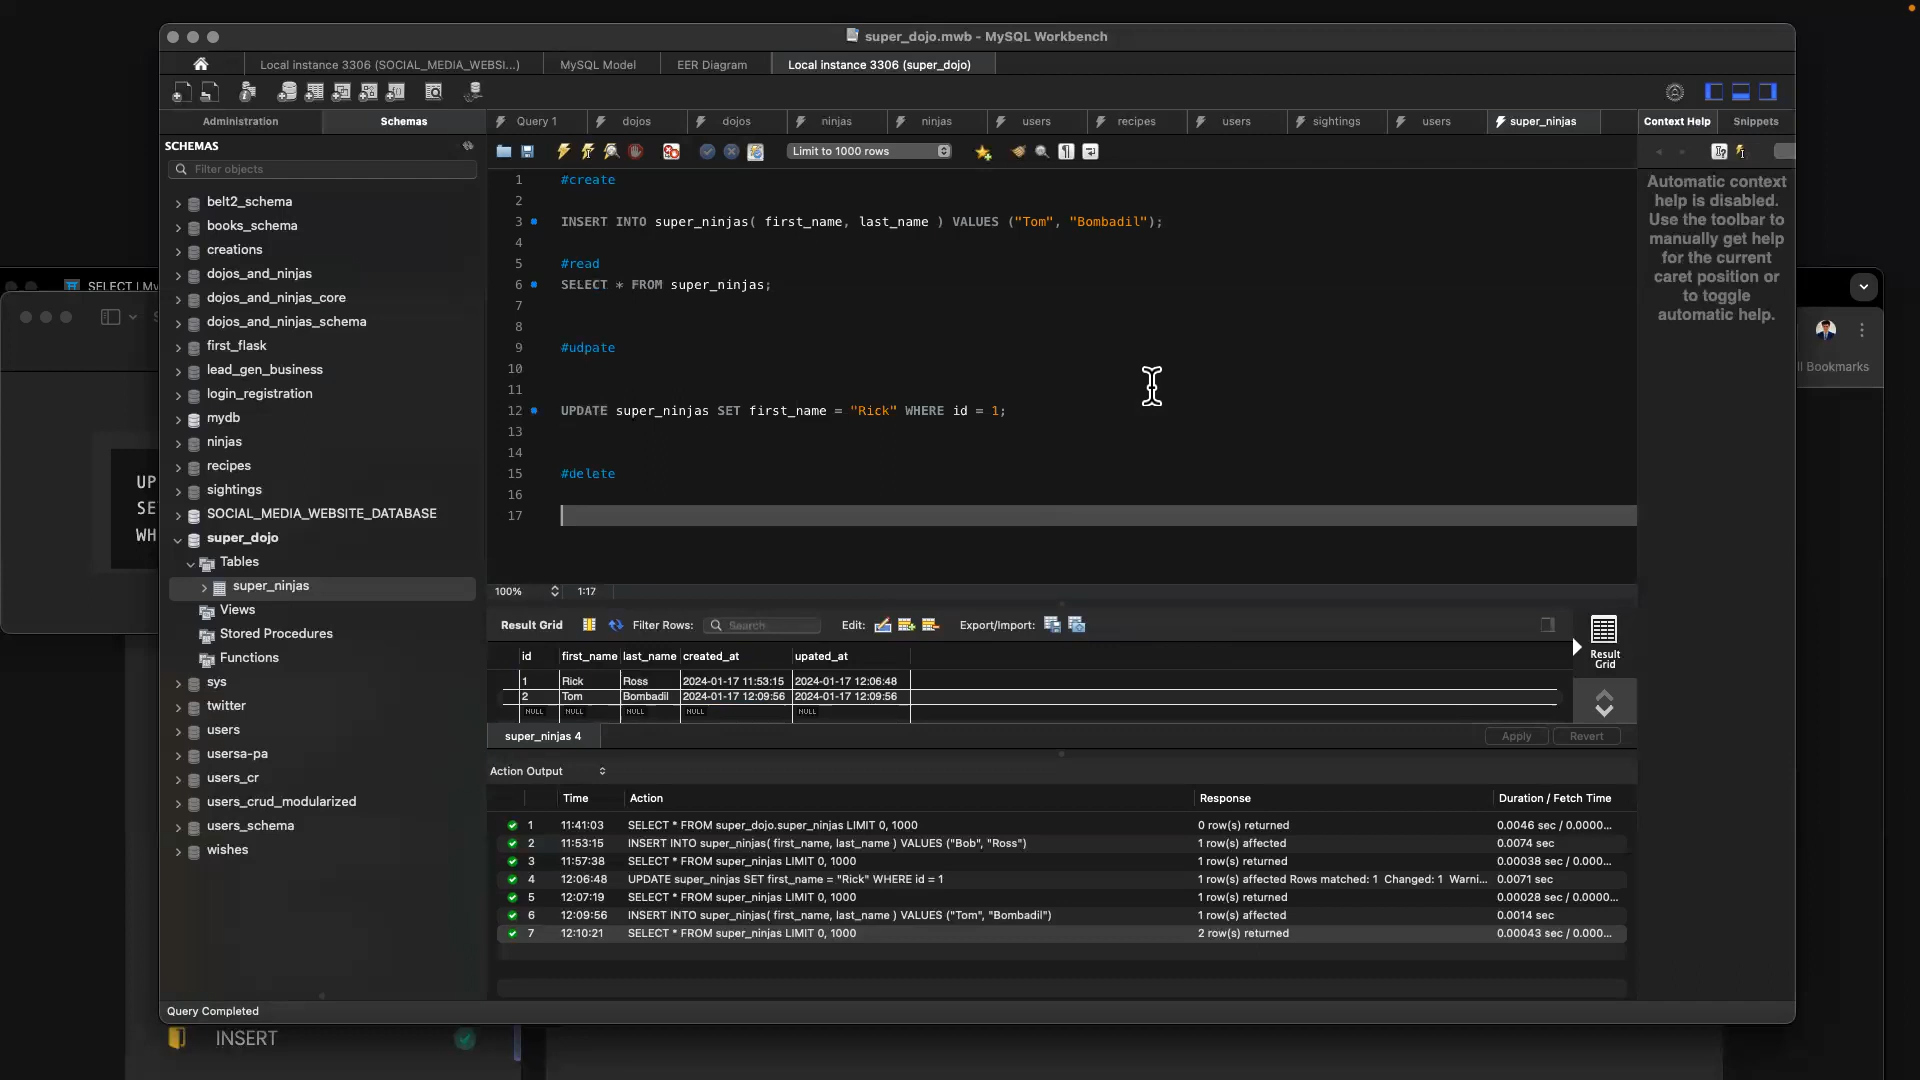 super_dojo.mwb - MySQL Workbench
Local instance 3306 (SOCIAL_MEDIA_WEBSI...)
MySQL Model
EER Diagram
Local instance 3306 (super_dojo)
Administration
Schemas
Query 1
dojos
dojos
ninjas
ninjas
users
recipes
users
sightings
users
super_ninjas
Context Help
Snippets
SCHEMAS
Filter objects
belt2_schema
books_schema
creations
dojos_and_ninjas
dojos_and_ninjas_core
dojos_and_ninjas_schema
first_flask
lead_gen_business
login_registration
mydb
ninjas
recipes
sightings
SOCIAL_MEDIA_WEBSITE_DATABASE
super_dojo
Tables
super_ninjas
Views
Stored Procedures
Functions
sys
twitter
users
usersa-pa
users_cr
users_crud_modularized
users_schema
wishes
Limit to 1000 rows
1 #create
2
3 INSERT INTO super_ninjas( first_name, last_name ) VALUES ("Tom", "Bombadil");
4
5 #read
6 SELECT * FROM super_ninjas;
7
8
9 #udpate
10
11
12 UPDATE super_ninjas SET first_name = "Rick" WHERE id = 1;
13
14
15 #delete
16
17
Automatic context
help is disabled.
Use the toolbar to
manually get help
for the current
caret position or
to toggle
automatic help.
100%
1:17
Result Grid
Filter Rows:
Search
Edit:
Export/Import:
Result
Grid
id first_name last_name created_at upated_at
1 Rick Ross 2024-01-17 11:53:15 2024-01-17 12:06:48
2 Tom Bombadil 2024-01-17 12:09:56 2024-01-17 12:09:56
NULL NULL NULL NULL NULL
super_ninjas 4
Apply
Revert
Action Output
Time Action Response Duration / Fetch Time
1 11:41:03 SELECT * FROM super_dojo.super_ninjas LIMIT 0, 1000 0 row(s) returned 0.0046 sec / 0.0000...
2 11:53:15 INSERT INTO super_ninjas( first_name, last_name ) VALUES ("Bob", "Ross") 1 row(s) affected 0.0074 sec
3 11:57:38 SELECT * FROM super_ninjas LIMIT 0, 1000 1 row(s) returned 0.00038 sec / 0.000...
4 12:06:48 UPDATE super_ninjas SET first_name = "Rick" WHERE id = 1 1 row(s) affected Rows matched: 1 Changed: 1 Warni... 0.0071 sec
5 12:07:19 SELECT * FROM super_ninjas LIMIT 0, 1000 1 row(s) returned 0.00028 sec / 0.000...
6 12:09:56 INSERT INTO super_ninjas( first_name, last_name ) VALUES ("Tom", "Bombadil") 1 row(s) affected 0.0014 sec
7 12:10:21 SELECT * FROM super_ninjas LIMIT 0, 1000 2 row(s) returned 0.00043 sec / 0.000...
Query Completed
SELECT | M
UP
SE
WH
ll Bookmarks
INSERT